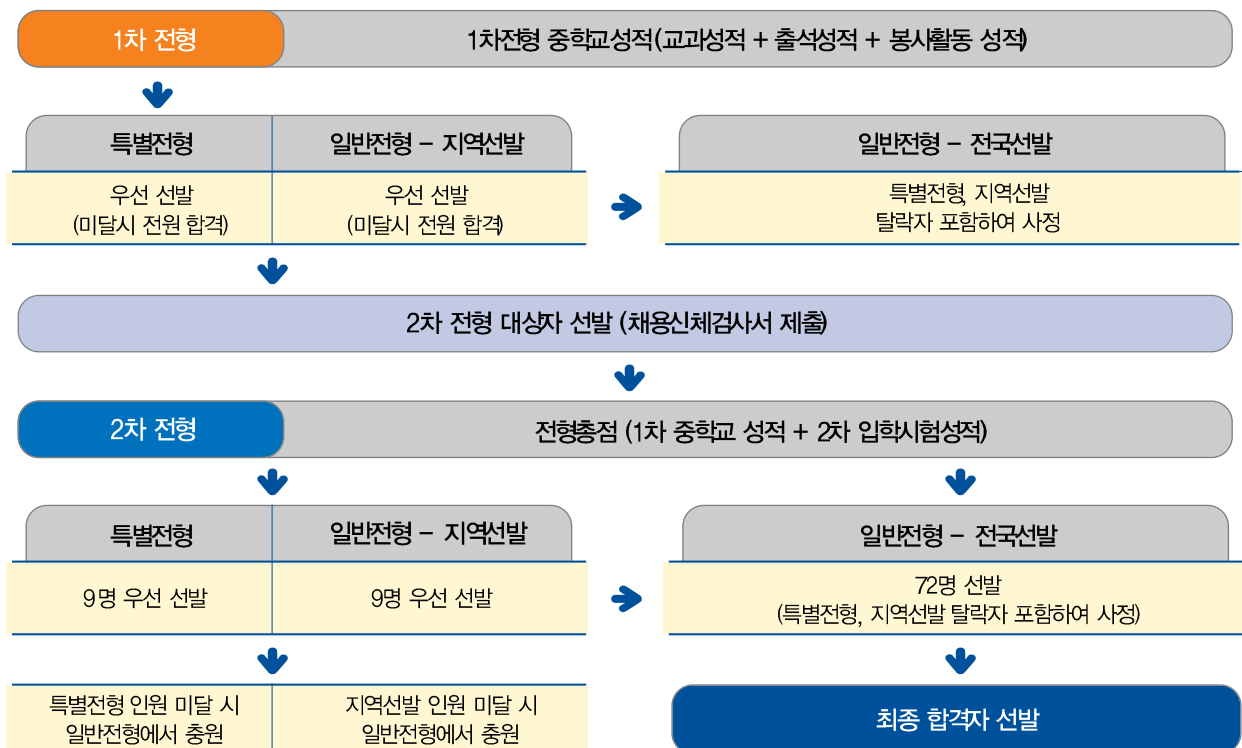 1차 전형
1차전형 중학교성적(교과성적 + 출석성적 + 봉사활동 성적)
특별전형
일반전형 – 지역선발
일반전형 – 전국선발
우선 선발
(미달시 전원 합격)
우선 선발
(미달시 전원 합격)
특별전형, 지역선발
탈락자 포함하여 사정
2차 전형 대상자 선발 (채용신체검사서 제출)
2차 전형
전형총점 (1차 중학교 성적 + 2차 입학시험성적)
특별전형
일반전형 – 지역선발
일반전형 – 전국선발
9명 우선 선발
9명 우선 선발
72명 선발
(특별전형, 지역선발 탈락자 포함하여 사정)
특별전형 인원 미달 시
일반전형에서 충원
지역선발 인원 미달 시
일반전형에서 충원
최종 합격자 선발